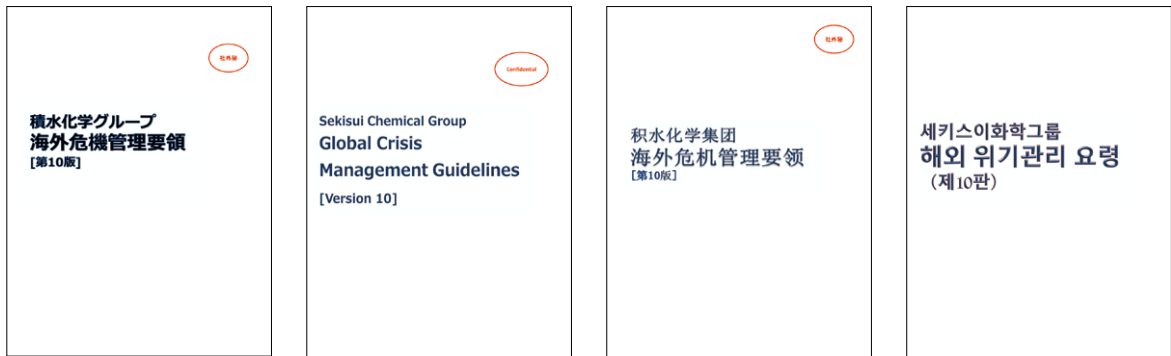 社外秘
積水化学グループ
海外危機管理要領
[第10版]
Confidential
Sekisui Chemical Group
Global Crisis
Management Guidelines
[Version 10]
社外秘
积水化学集团
海外危机管理要领
[第10版]
세키스이화학그룹
해외 위기관리 요령
(제10판)